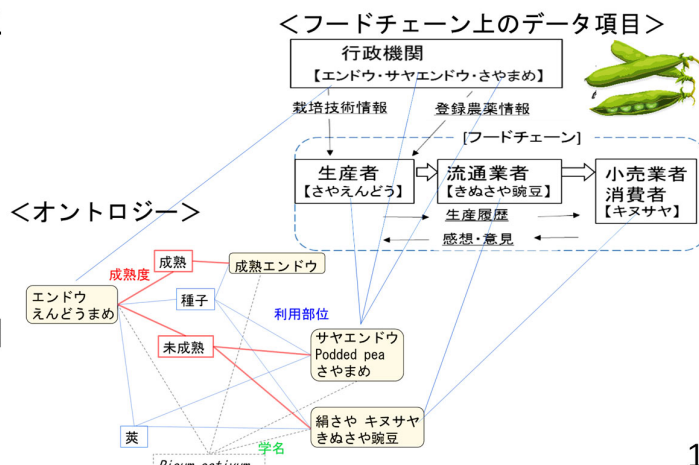 ＜フードチェーン上のデータ項目＞
行政機関
【エンドウ・サヤエンドウ・さやまめ】
栽培技術情報
登録農薬情報
[フードチェーン]
生産者
【さやえんどう】
流通業者
【きぬさや豌豆】
小売業者
消費者
【キヌサヤ】
生産履歴
感想・意見
＜オントロジー＞
成熟度
成熟
成熟エンドウ
エンドウ
えんどうまめ
種子
利用部位
未成熟
サヤエンドウ
Podded pea
さやまめ
絹さや キヌサヤ
きぬさや豌豆
莢
学名
1